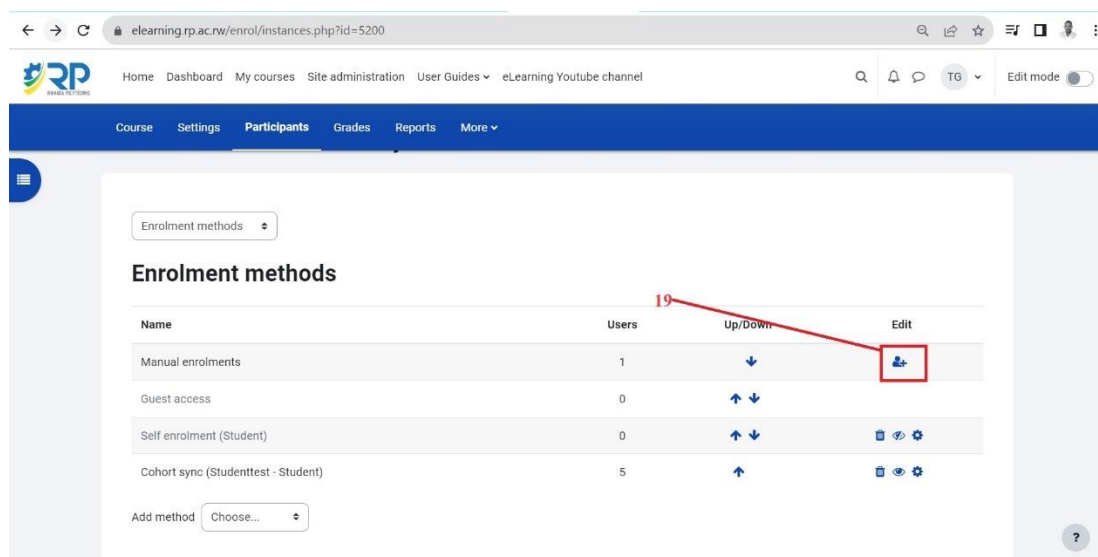 elearning.rp.ac.rw/enrol/instances.php?id=5200
RP
RWANDA POLYTECHNIC
Home Dashboard My courses Site administration User Guides eLearning Youtube channel TG Edit mode
Course Settings Participants Grades Reports More
Enrolment methods
Enrolment methods
19
Name Users Up/Down Edit
Manual enrolments 1
Guest access 0
Self enrolment (Student) 0
Cohort sync (Studenttest - Student) 5
Add method Choose...
?